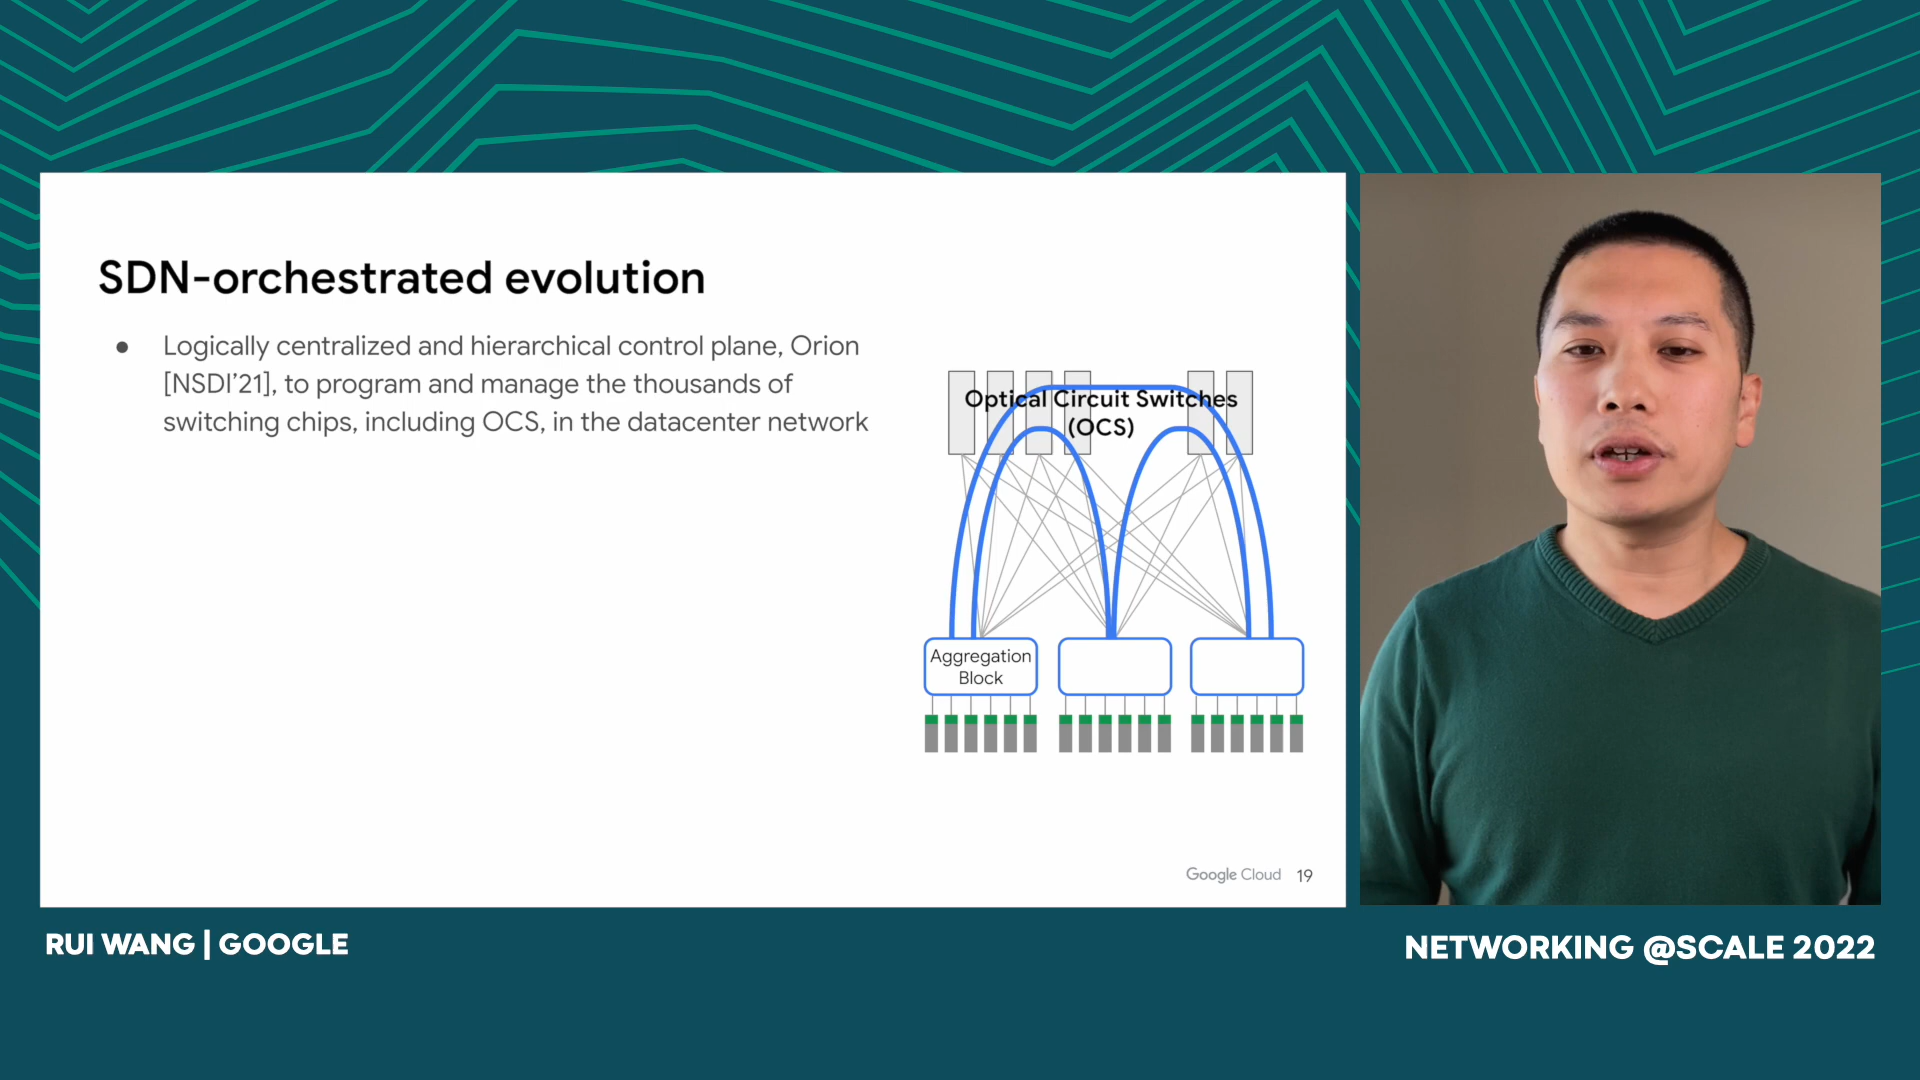 SDN-orchestrated evolution
● Logically centralized and hierarchical control plane, Orion
[NSDI’21], to program and manage the thousands of
switching chips, including OCS, in the datacenter network
Optical Circuit Switches
(OCS)
Aggregation
Block
Google Cloud 19
RUI WANG | GOOGLE
NETWORKING @SCALE 2022